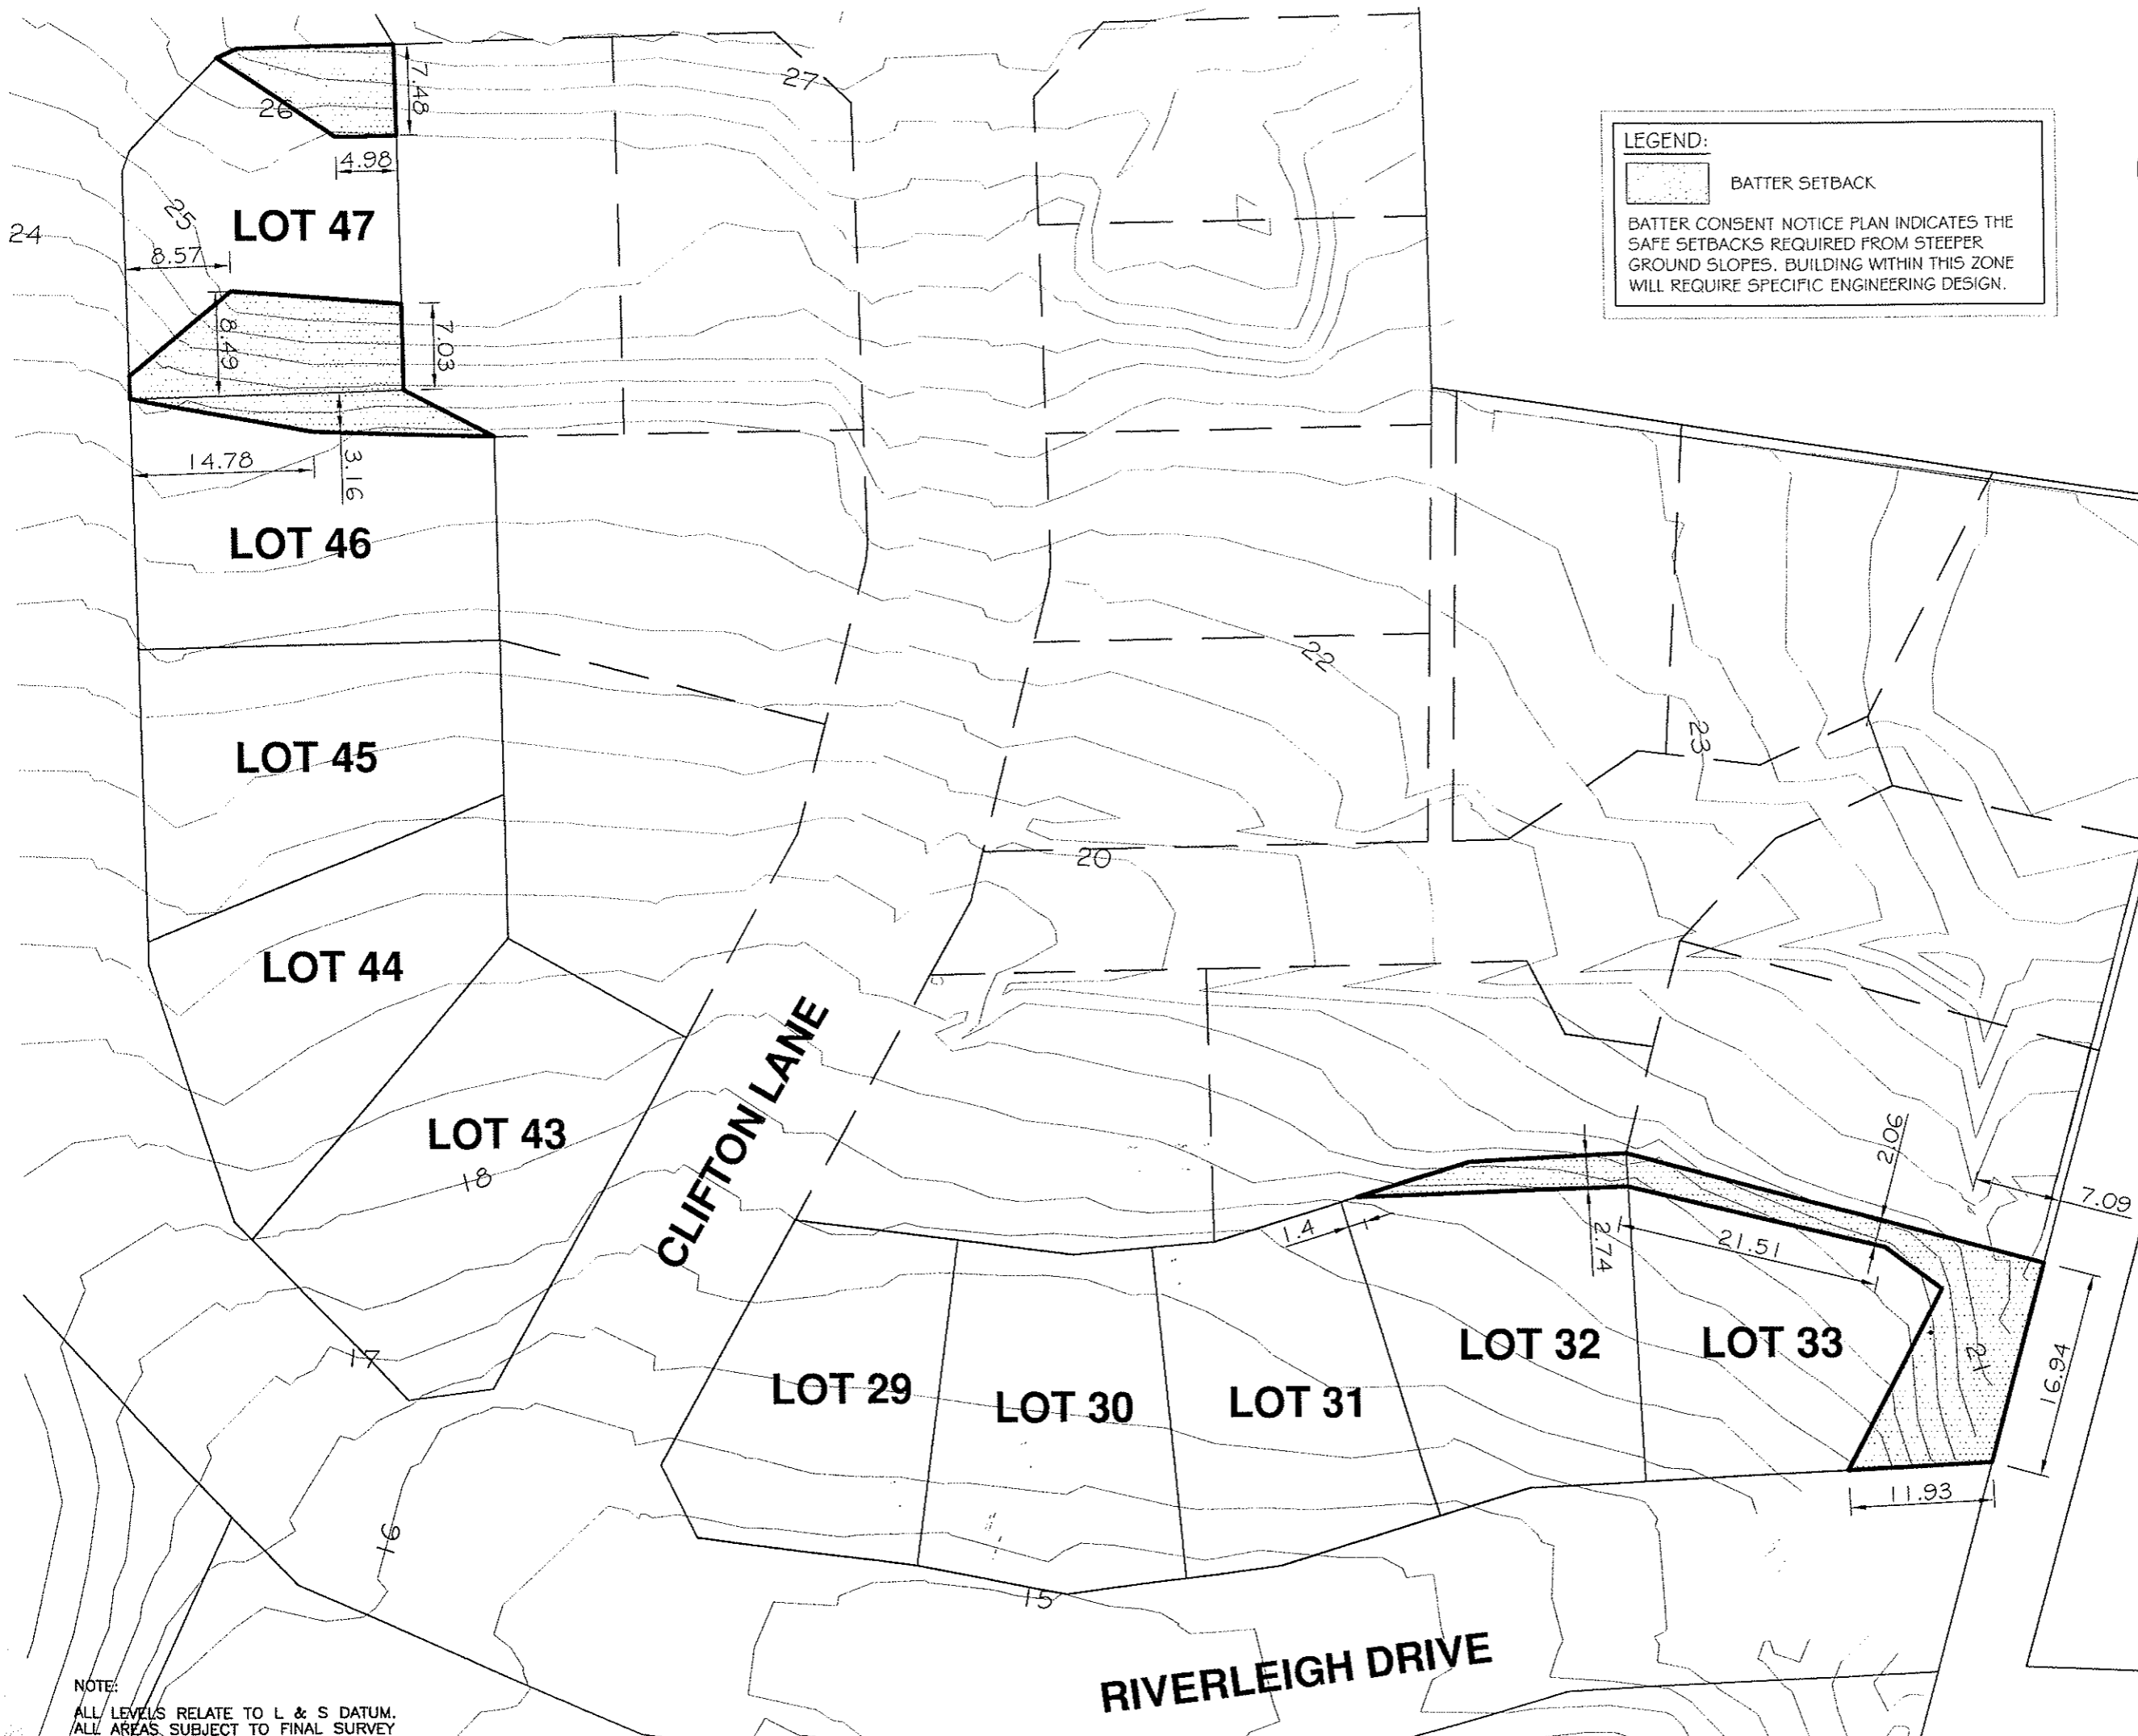 27
26
7.48
4.98
LEGEND:
BATTER SETBACK
BATTER CONSENT NOTICE PLAN INDICATES THE
SAFE SETBACKS REQUIRED FROM STEEPER
GROUND SLOPES. BUILDING WITHIN THIS ZONE
WILL REQUIRE SPECIFIC ENGINEERING DESIGN.
25
LOT 47
24
8.57
8.49
7.03
14.78
3.16
LOT 46
22
LOT 45
23
20
LOT 44
CLIFTON LANE
LOT 43
18
2.06
7.09
1.4
2.74
21.51
17
LOT 29
LOT 30
LOT 31
LOT 32
LOT 33
21
16.94
11.93
16
15
RIVERLEIGH DRIVE
NOTE:
ALL LEVELS RELATE TO L & S DATUM.
ALL AREAS SUBJECT TO FINAL SURVEY